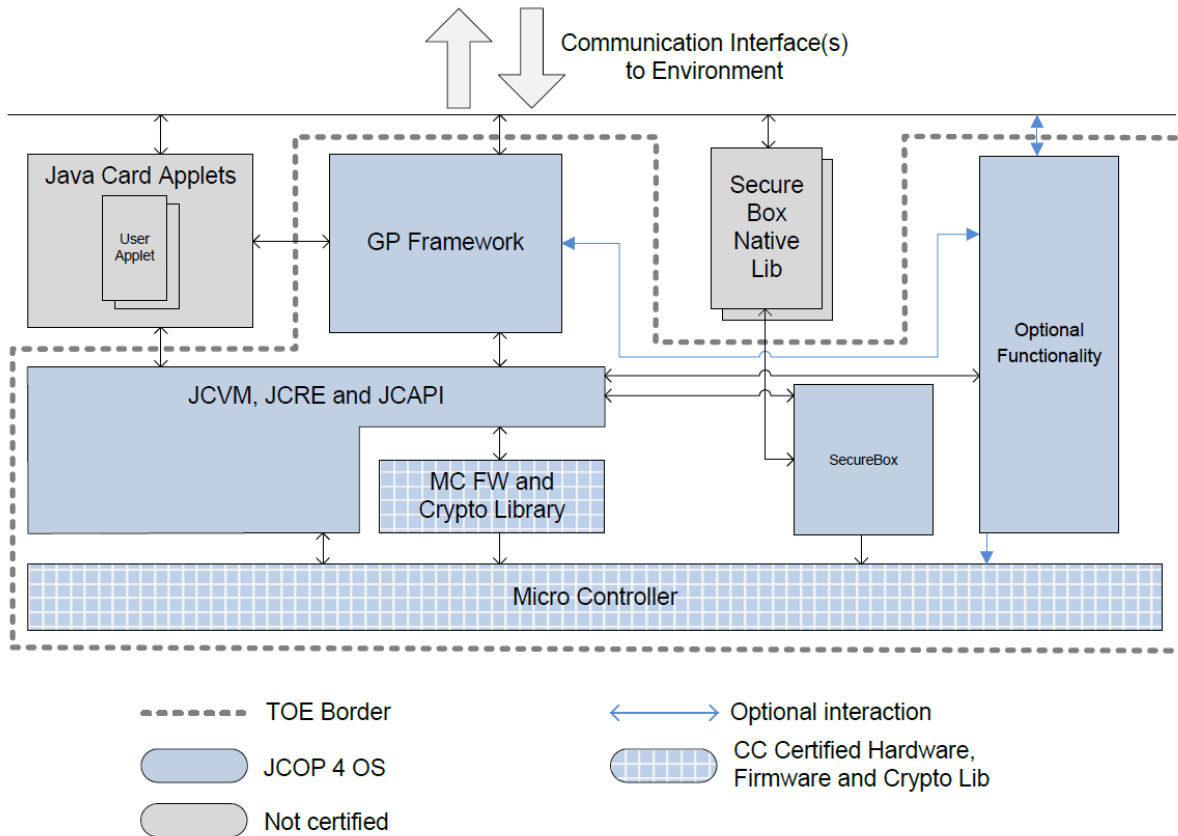 Communication Interface(s)
to Environment
Java Card Applets
User
Applet
GP Framework
Secure
Box
Native
Lib
Optional
Functionality
JCVM, JCRE and JCAPI
MC FW and
Crypto Library
SecureBox
Micro Controller
TOE Border
Optional interaction
JCOP 4 OS
CC Certified Hardware,
Firmware and Crypto Lib
Not certified